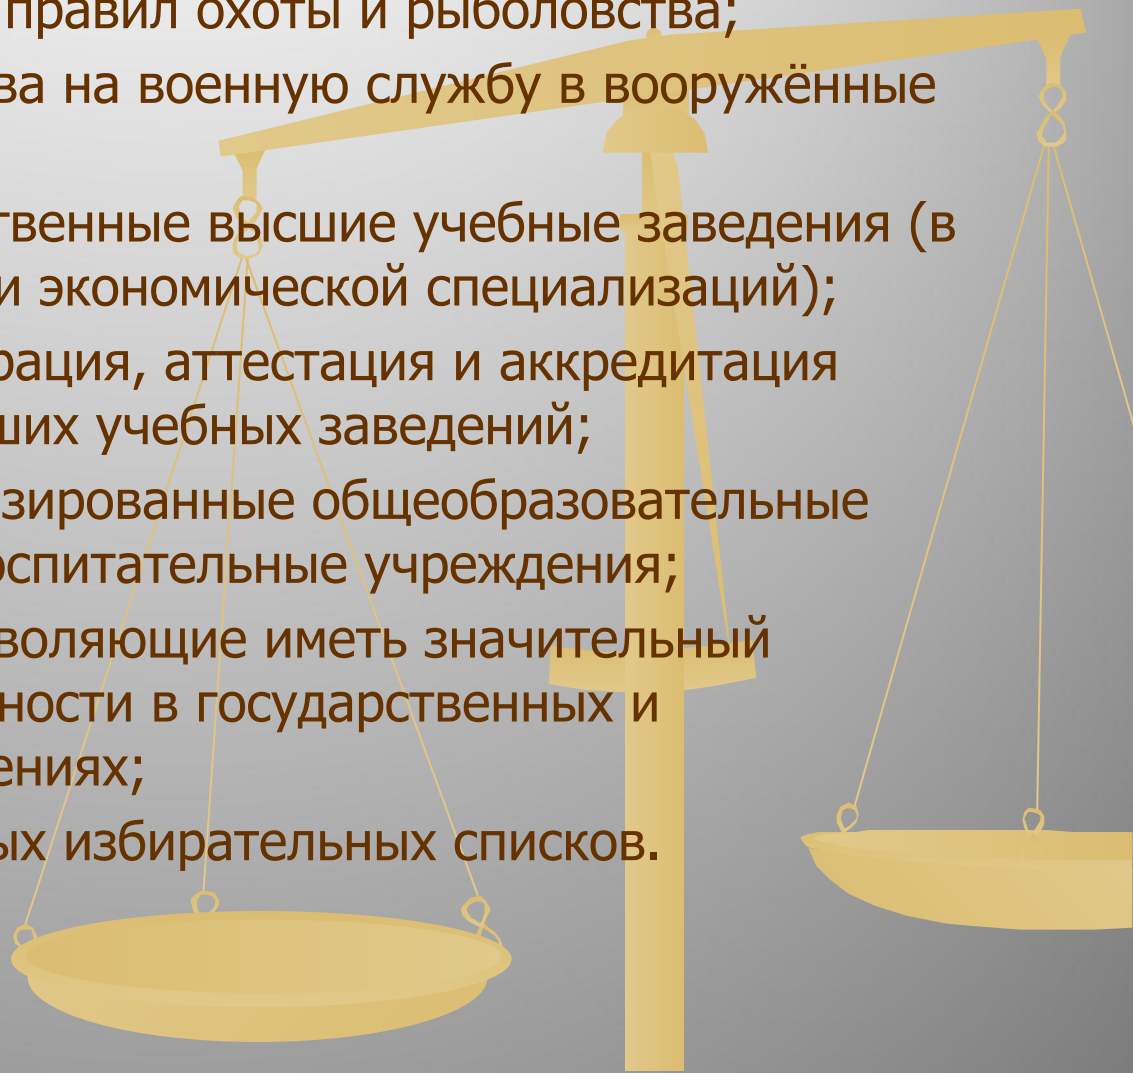 правил охоты и рыболовства;
ва на военную службу в вооружённые
твенные высшие учебные заведения (в
и экономической специализаций);
рация, аттестация и аккредитация
ших учебных заведений;
зированные общеобразовательные
оспитательные учреждения;
воляющие иметь значительный
ности в государственных и
ениях;
ых избирательных списков.